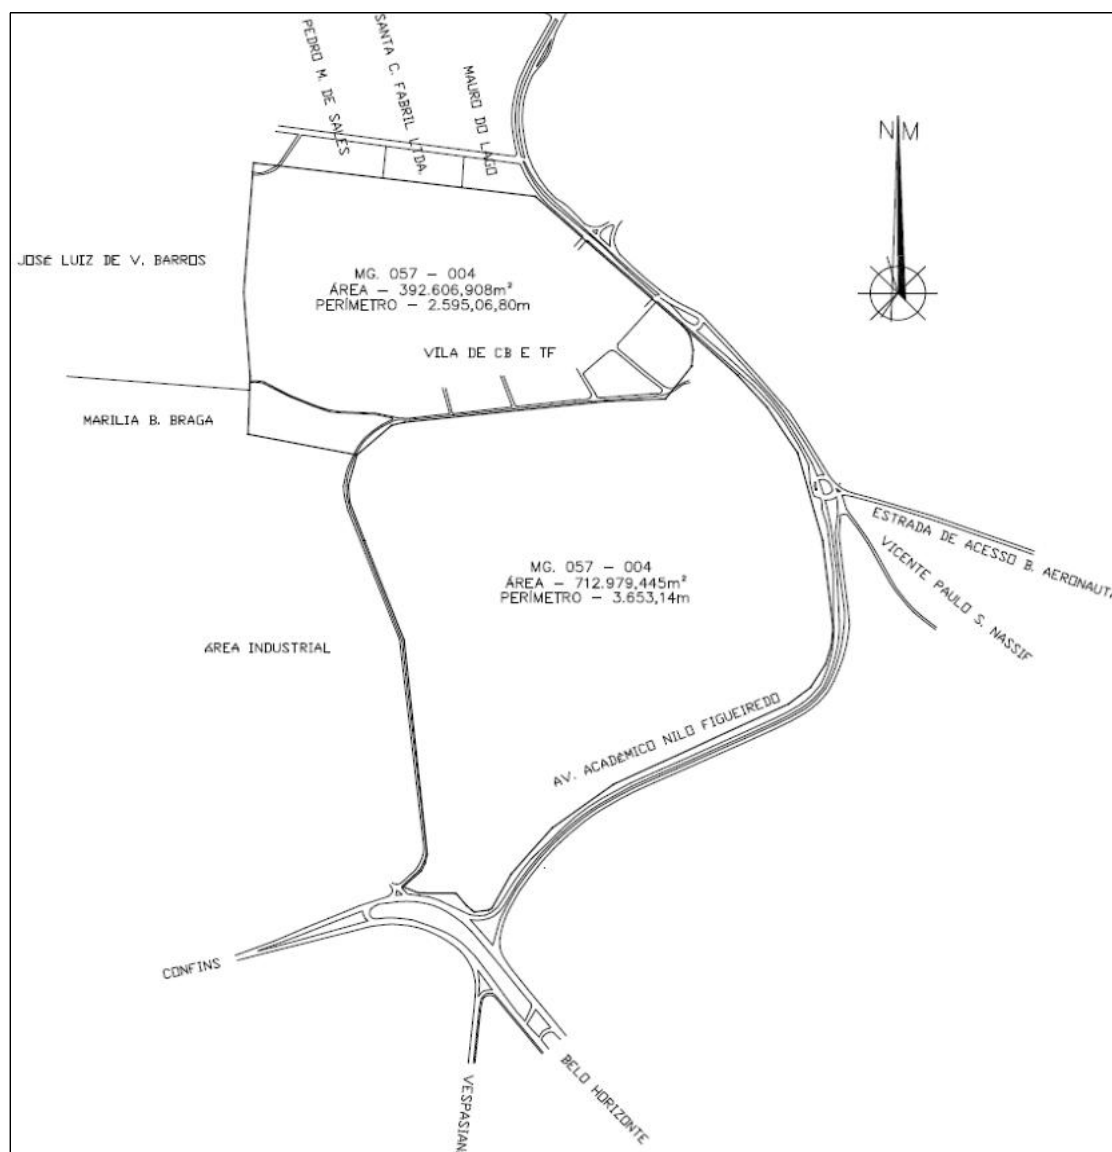 PEDRO M. DE SALES
SANTA C. FABRIL LTDA.
MAURO DO LAGO
NM
JOSÉ LUIZ DE V. BARROS
MG. 057 - 004
ÁREA - 392.606,908m²
PERÍMETRO - 2.595,06,80m
VILA DE CB E TF
MARILIA B. BRAGA
ESTRADA DE ACESSO B. AERONAUTA
VICENTE PAULO S. NASSIF
MG. 057 - 004
ÁREA - 712.979,445m²
PERÍMETRO - 3.653,14m
ÁREA INDUSTRIAL
AV. ACADÉMICO NILO FIGUEIREDO
CONFINS
BELO HORIZONTE
VESPASIAN